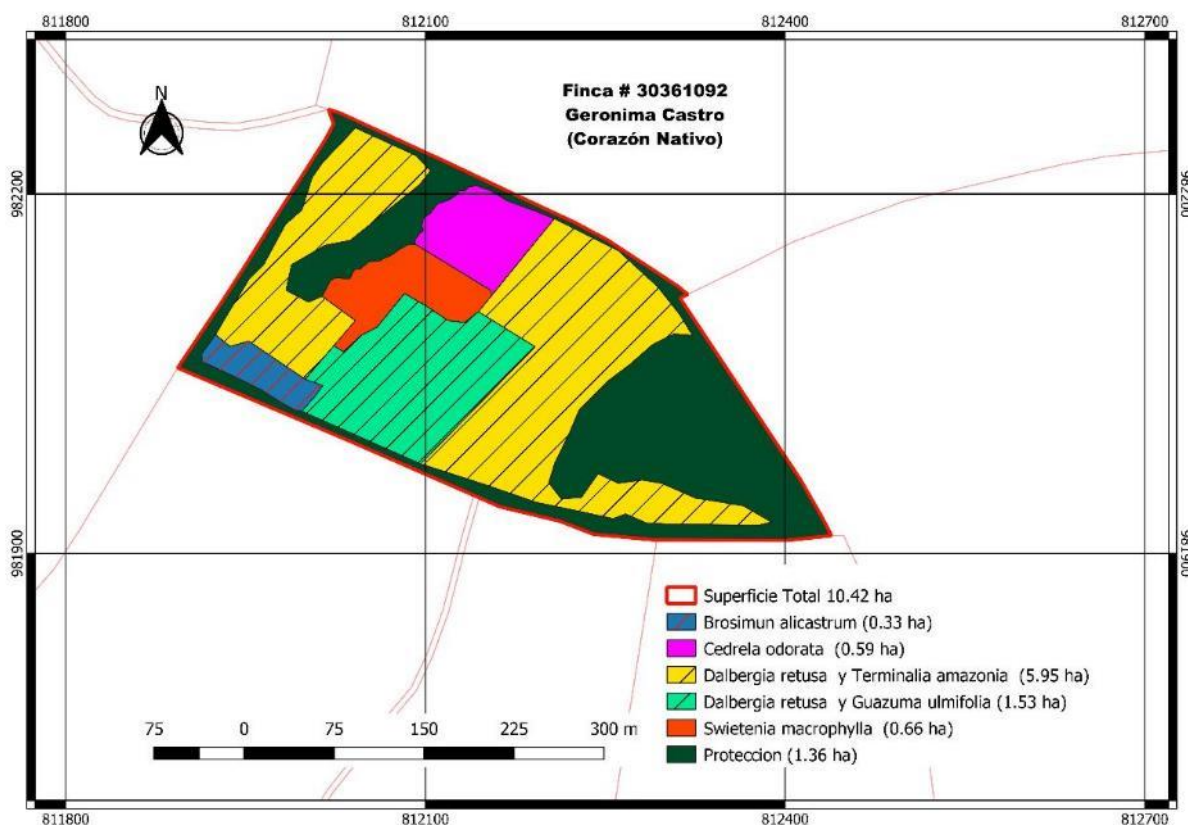 811800 812100 812400 812700
Finca # 30361092
Geronima Castro
(Corazón Nativo)
N
982200 982200
981900 981900
Superficie Total 10.42 ha
Brosimun alicastrum (0.33 ha)
Cedrela odorata (0.59 ha)
Dalbergia retusa y Terminalia amazonia (5.95 ha)
Dalbergia retusa y Guazuma ulmifolia (1.53 ha)
Swietenia macrophylla (0.66 ha)
Proteccion (1.36 ha)
75 0 75 150 225 300 m
811800 812100 812400 812700